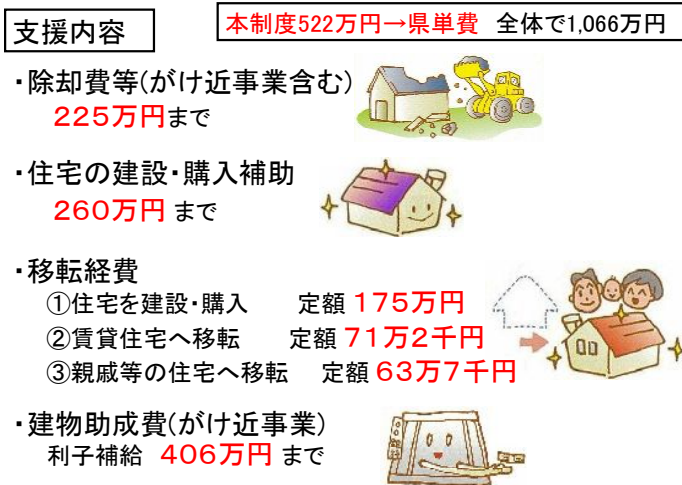 支援内容
本制度522万円→県単費 全体で1,066万円
・除却費等(がけ近事業含む)
225万円まで
・住宅の建設・購入補助
260万円 まで
・移転経費
①住宅を建設・購入 定額 175万円
②賃貸住宅へ移転 定額 71万2千円
③親戚等の住宅へ移転 定額 63万7千円
・建物助成費(がけ近事業)
利子補給 406万円 まで